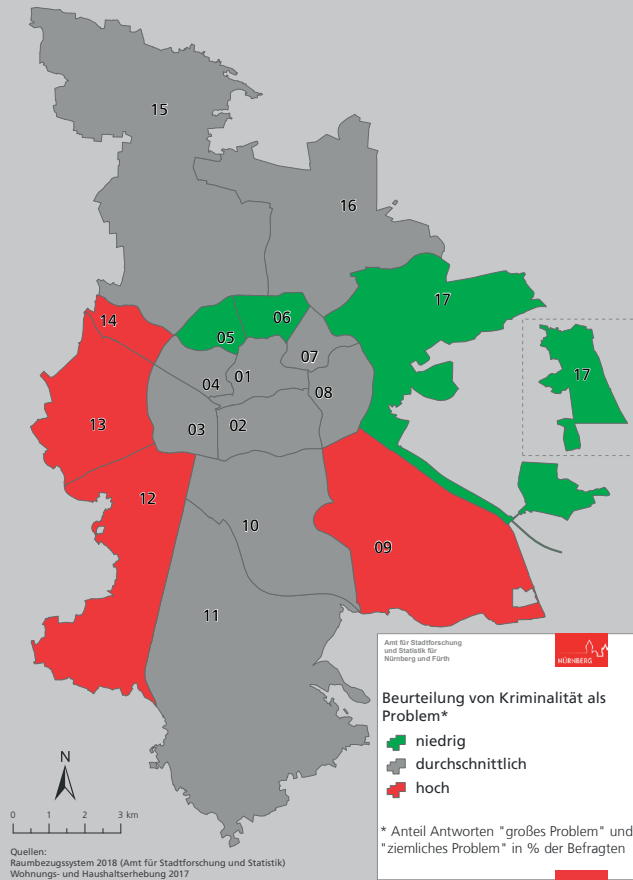 15
16
17
14
05
06
07
17
04
01
08
13
03
02
12
10
09
11
Amt für Stadtforschung
und Statistik für
Nürnberg und Fürth
NÜRNBERG
Beurteilung von Kriminalität als
Problem*
niedrig
durchschnittlich
hoch
* Anteil Antworten "großes Problem" und
"ziemliches Problem" in % der Befragten
N
0 1 2 3 km
Quellen:
Raumbezugssystem 2018 (Amt für Stadtforschung und Statistik)
Wohnungs- und Haushaltserhebung 2017